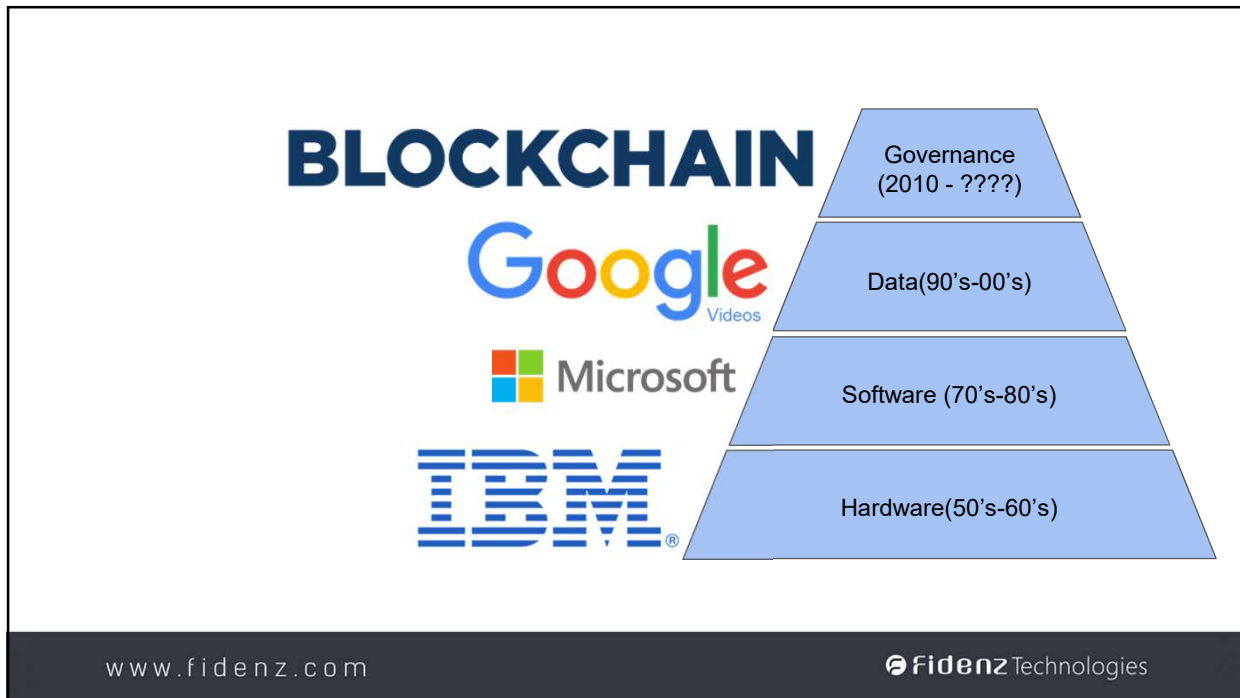 BLOCKCHAIN
Governance
(2010 - ????)
Google
Videos
Data(90’s-00’s)
Microsoft
Software (70’s-80’s)
IBM®
Hardware(50’s-60’s)
www.fidenz.com
Fidenz Technologies